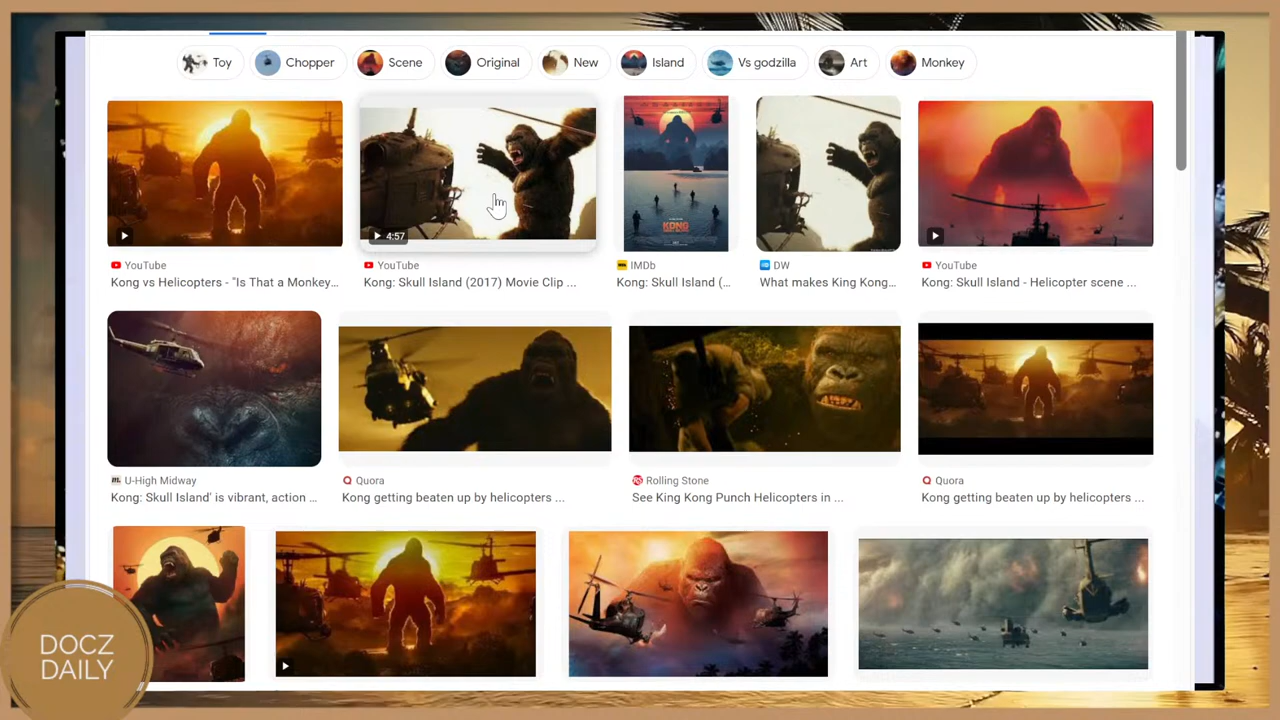 Toy
Chopper
Scene
Original
New
Island
Vs godzilla
Art
Monkey
4:57
KONG
YouTube
Kong vs Helicopters - "Is That a Monkey...
YouTube
Kong: Skull Island (2017) Movie Clip ...
IMDb
Kong: Skull Island (...
DW
What makes King Kong...
YouTube
Kong: Skull Island - Helicopter scene ...
U-High Midway
Kong: Skull Island' is vibrant, action ...
Quora
Kong getting beaten up by helicopters ...
Rolling Stone
See King Kong Punch Helicopters in ...
Quora
Kong getting beaten up by helicopters ...
DOCZ
DAILY